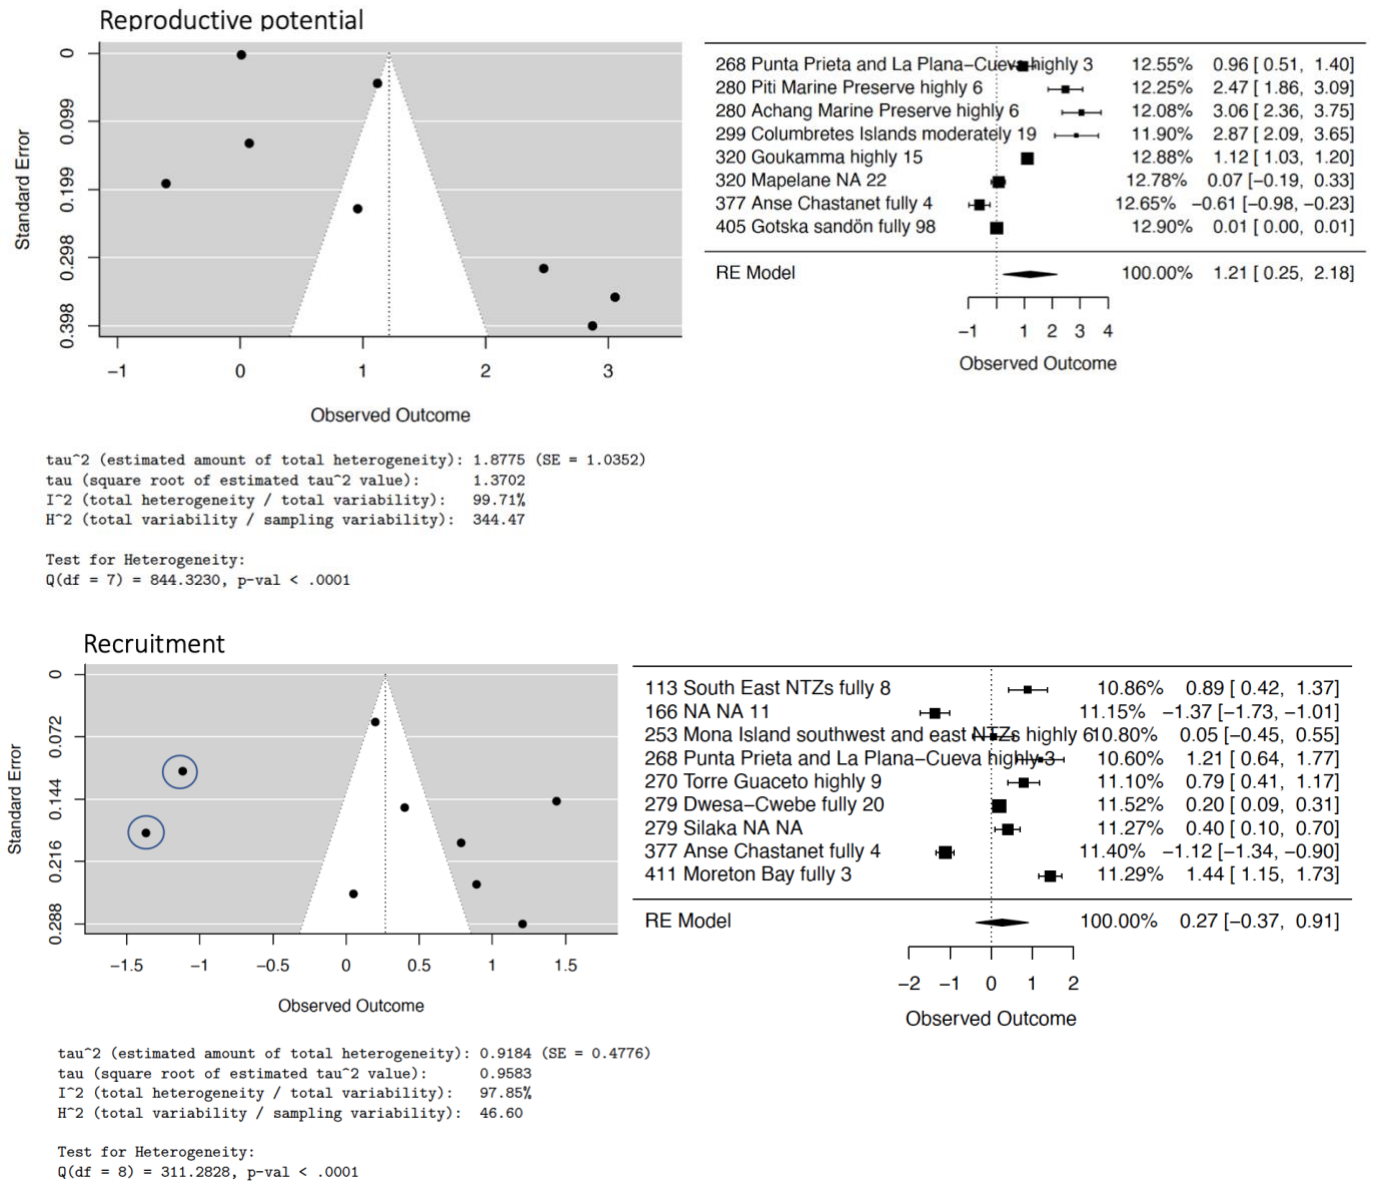 Reproductive potential
0
0.099
0.199
0.298
0.398
Standard Error
−1
0
1
2
3
Observed Outcome
268 Punta Prieta and La Plana−Cueva highly 3 12.55% 0.96 [ 0.51, 1.40]
280 Piti Marine Preserve highly 6 12.25% 2.47 [ 1.86, 3.09]
280 Achang Marine Preserve highly 6 12.08% 3.06 [ 2.36, 3.75]
299 Columbretes Islands moderately 19 11.90% 2.87 [ 2.09, 3.65]
320 Goukamma highly 15 12.88% 1.12 [ 1.03, 1.20]
320 Mapelane NA 22 12.78% 0.07 [−0.19, 0.33]
377 Anse Chastanet fully 4 12.65% −0.61 [−0.98, −0.23]
405 Gotska sandön fully 98 12.90% 0.01 [ 0.00, 0.01]
RE Model 100.00% 1.21 [ 0.25, 2.18]
−1 1 2 3 4
Observed Outcome
tau^2 (estimated amount of total heterogeneity): 1.8775 (SE = 1.0352)
tau (square root of estimated tau^2 value): 1.3702
I^2 (total heterogeneity / total variability): 99.71%
H^2 (total variability / sampling variability): 344.47
Test for Heterogeneity:
Q(df = 7) = 844.3230, p-val < .0001
Recruitment
0
0.072
0.144
0.216
0.288
Standard Error
−1.5
−1
−0.5
0
0.5
1
1.5
Observed Outcome
113 South East NTZs fully 8 10.86% 0.89 [ 0.42, 1.37]
166 NA NA 11 11.15% −1.37 [−1.73, −1.01]
253 Mona Island southwest and east NTZs highly 6 10.80% 0.05 [−0.45, 0.55]
268 Punta Prieta and La Plana−Cueva highly 3 10.60% 1.21 [ 0.64, 1.77]
270 Torre Guaceto highly 9 11.10% 0.79 [ 0.41, 1.17]
279 Dwesa−Cwebe fully 20 11.52% 0.20 [ 0.09, 0.31]
279 Silaka NA NA 11.27% 0.40 [ 0.10, 0.70]
377 Anse Chastanet fully 4 11.40% −1.12 [−1.34, −0.90]
411 Moreton Bay fully 3 11.29% 1.44 [ 1.15, 1.73]
RE Model 100.00% 0.27 [−0.37, 0.91]
−2 −1 0 1 2
Observed Outcome
tau^2 (estimated amount of total heterogeneity): 0.9184 (SE = 0.4776)
tau (square root of estimated tau^2 value): 0.9583
I^2 (total heterogeneity / total variability): 97.85%
H^2 (total variability / sampling variability): 46.60
Test for Heterogeneity:
Q(df = 8) = 311.2828, p-val < .0001